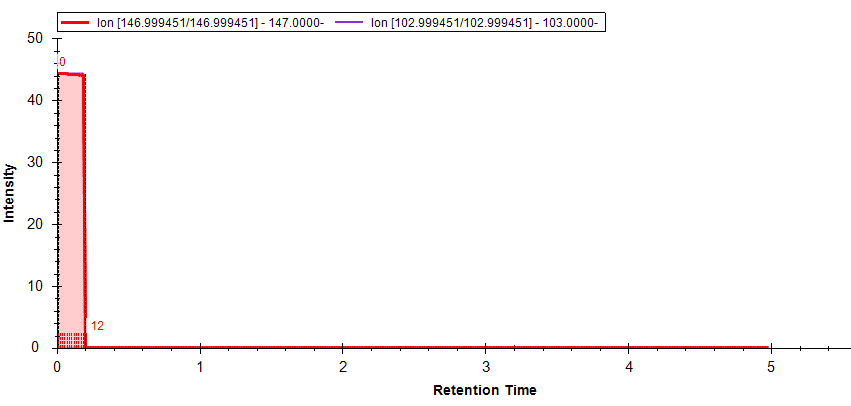 Ion [146.999451/146.999451] - 147.0000-
Ion [102.999451/102.999451] - 103.0000-
50
0
40
30
Intensity
20
10
12
0
0 1 2 3 4 5
Retention Time